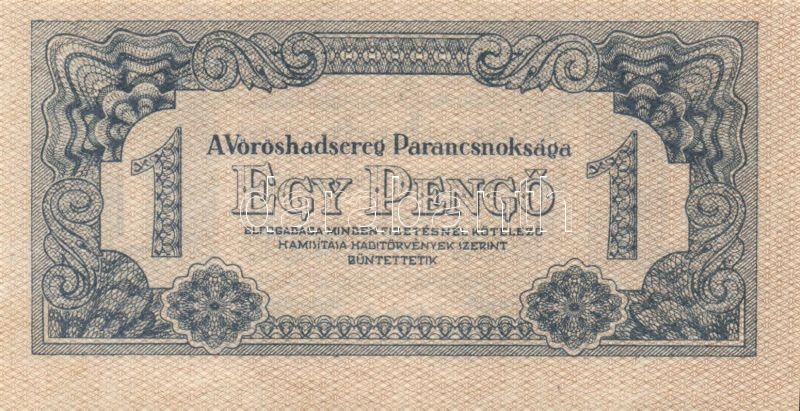 A Vöröshadsereg Parancsnoksága
1 EGY PENGŐ 1
ELFOGADÁSA MINDEN FIZETÉSNÉL KÖTELEZŐ
HAMISÍTÁSA HADITÖRVÉNYEK SZERINT
BÜNTETTETIK